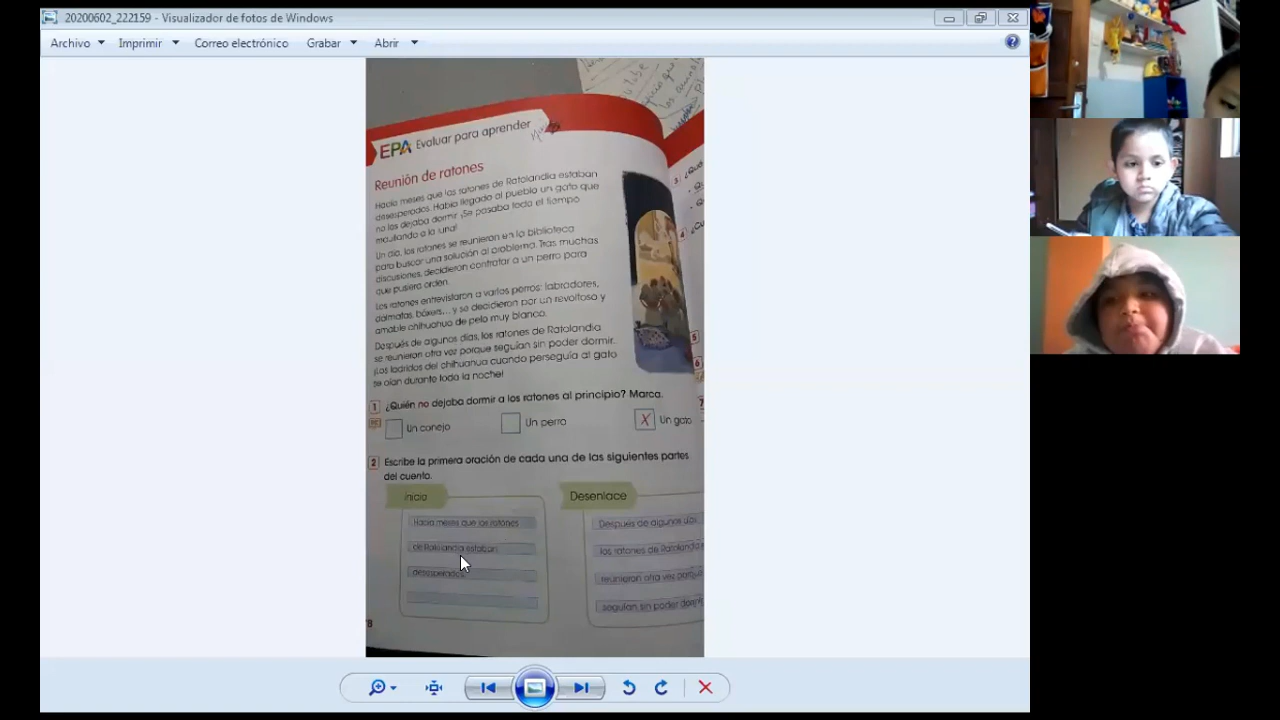 20200602_222159 - Visualizador de fotos de Windows
Archivo Imprimir Correo electrónico Grabar Abrir
EPA Evaluar para aprender
Reunión de ratones
Hacía meses que los ratones de Ratolandia estaban
desesperados. Había llegado al pueblo un gato que
no los dejaba dormir. ¡Se pasaba todo el tiempo
maullando a la luna!
Un día, los ratones se reunieron en la biblioteca
para buscar una solución al problema. Tras muchas
discusiones, decidieron contratar a un perro para
que pusiera orden.
Los ratones entrevistaron a varios perros: labradores,
dálmatas, bóxers... y se decidieron por un revoltoso y
amable chihuahua de pelo muy blanco.
Después de algunos días, los ratones de Ratolandia
se reunieron otra vez porque seguían sin poder dormir.
¡Los ladridos del chihuahua cuando perseguía al gato
se oían durante toda la noche!
1 ¿Quién no dejaba dormir a los ratones al principio? Marca.
Un conejo Un perro X Un gato
2 Escribe la primera oración de cada una de las siguientes partes
del cuento.
Inicio
Hacía meses que los ratones
de Ratolandia estaban
desesperados.
Desenlace
Después de algunos días
los ratones de Ratolandia
reunieron otra vez porque
seguían sin poder dormir
3
4
5
6
7
8